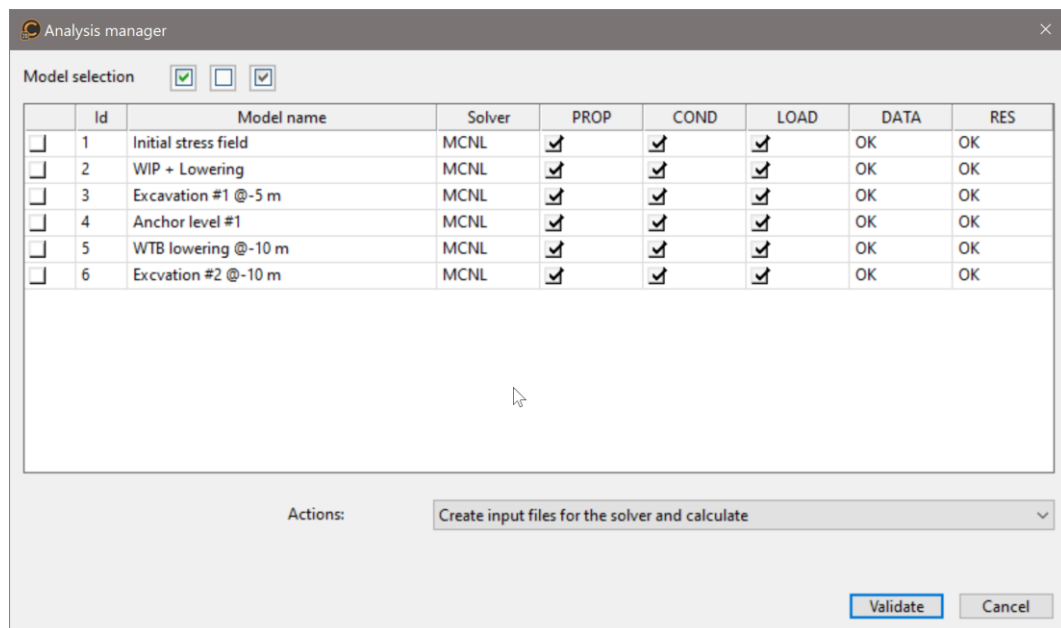 Analysis manager
Model selection
Id Model name Solver PROP COND LOAD DATA RES
1 Initial stress field MCNL OK OK
2 WIP + Lowering MCNL OK OK
3 Excavation #1 @-5 m MCNL OK OK
4 Anchor level #1 MCNL OK OK
5 WTB lowering @-10 m MCNL OK OK
6 Excvation #2 @-10 m MCNL OK OK
Actions: Create input files for the solver and calculate
Validate Cancel